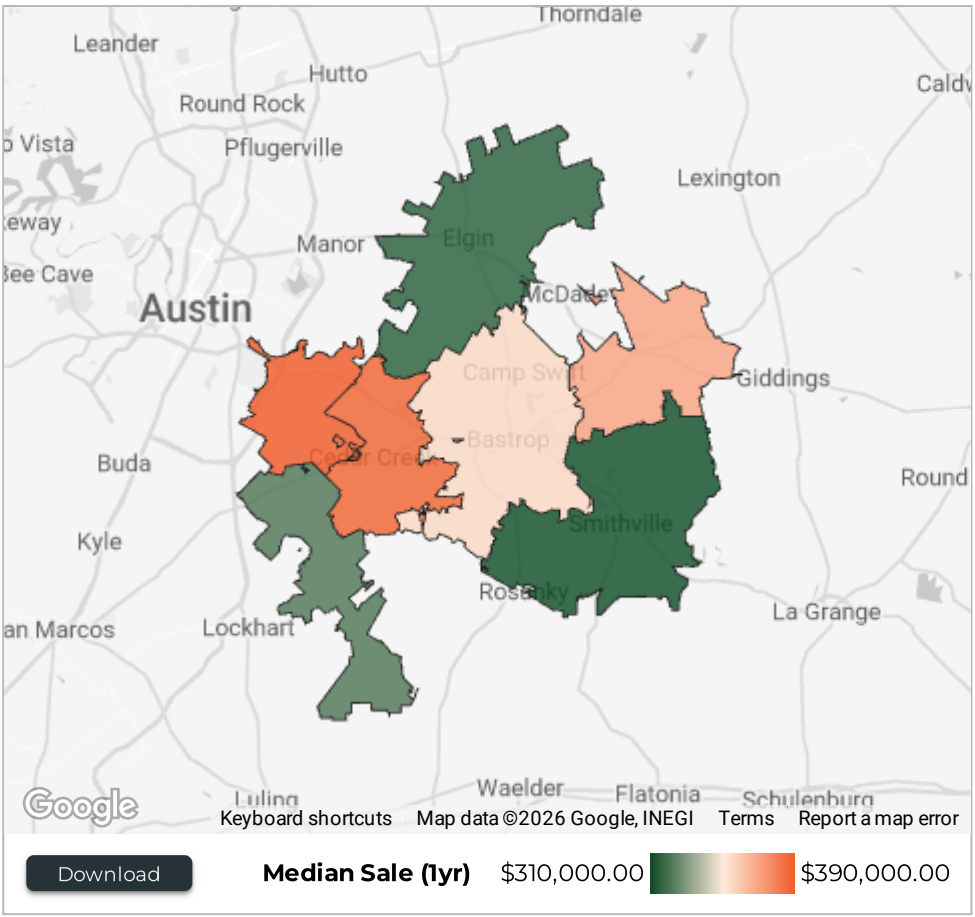 Thorndale
Leander
Hutto
Caldw
Round Rock
o Vista
Pflugerville
Lexington
keway
Elgin
Manor
Bee Cave
McDade
Austin
Camp Swift
Giddings
Bastrop
Cedar Creek
Buda
Round
Smithville
Kyle
Rosanky
La Grange
an Marcos
Lockhart
Waelder
Flatonia
Luling
Schulenburg
Google
Keyboard shortcuts Map data ©2026 Google, INEGI Terms Report a map error
Download Median Sale (1yr) $310,000.00 $390,000.00